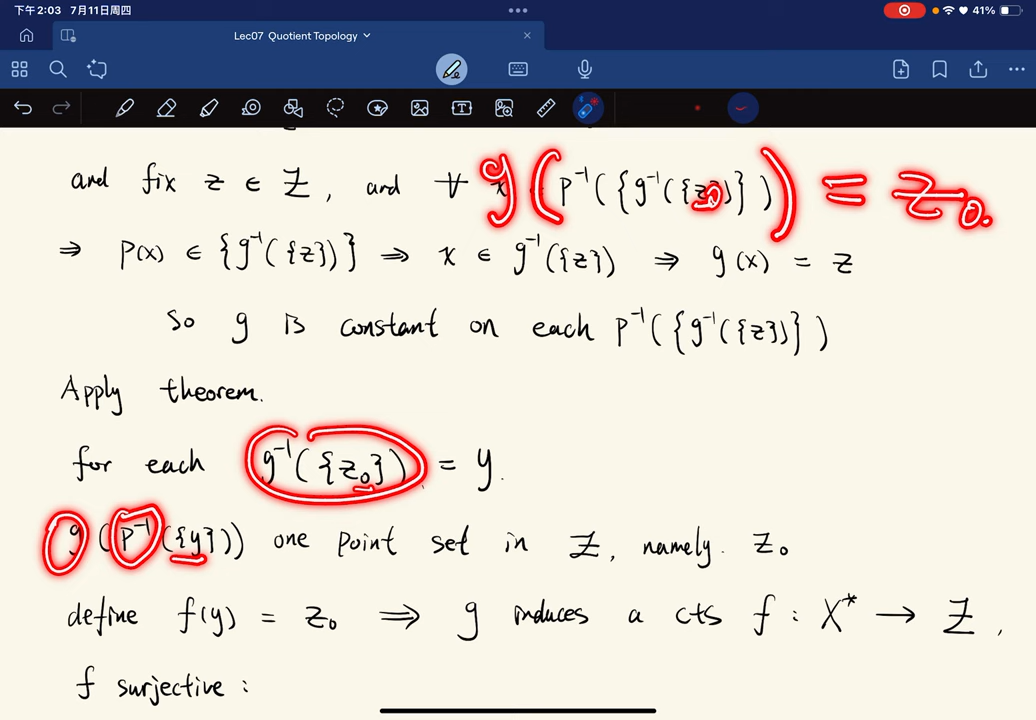 下午2:03 7月11日周四
41%
Lec07 Quotient Topology
and fix z ∈ Z, and ∀ g(p⁻¹({g⁻¹({z₀})})) = z₀.
⇒ p(x) ∈ {g⁻¹({z})} ⇒ x ∈ g⁻¹({z}) ⇒ g(x) = z
So g is constant on each p⁻¹({g⁻¹({z})})
Apply theorem.
for each g⁻¹({z₀}) = y.
g(p⁻¹({y})) one point set in Z, namely. z₀
define f(y) = z₀ ⇒ g induces a cts f : X* → Z,
f surjective :